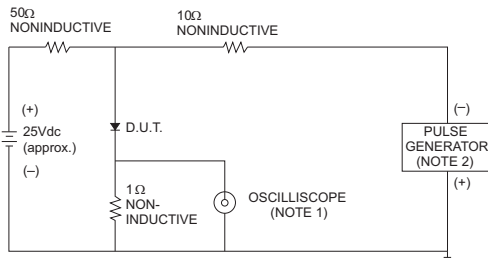 50Ω
NONINDUCTIVE
10Ω
NONINDUCTIVE
(+)
25Vdc
(approx.)
(–)
D.U.T.
1Ω
NON-
INDUCTIVE
OSCILLISCOPE
(NOTE 1)
(–)
PULSE
GENERATOR
(NOTE 2)
(+)